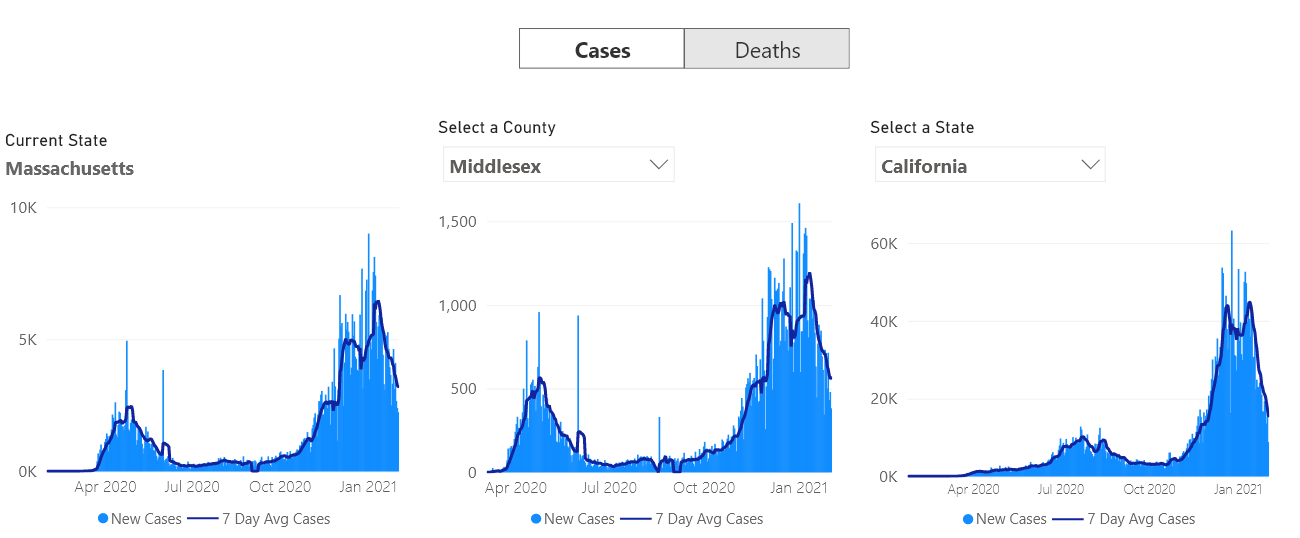 Cases Deaths
Current State
Massachusetts
10K
5K
0K
Apr 2020 Jul 2020 Oct 2020 Jan 2021
New Cases 7 Day Avg Cases
Select a County
Middlesex
1,500
1,000
500
0
Apr 2020 Jul 2020 Oct 2020 Jan 2021
New Cases 7 Day Avg Cases
Select a State
California
60K
40K
20K
0K
Apr 2020 Jul 2020 Oct 2020 Jan 2021
New Cases 7 Day Avg Cases